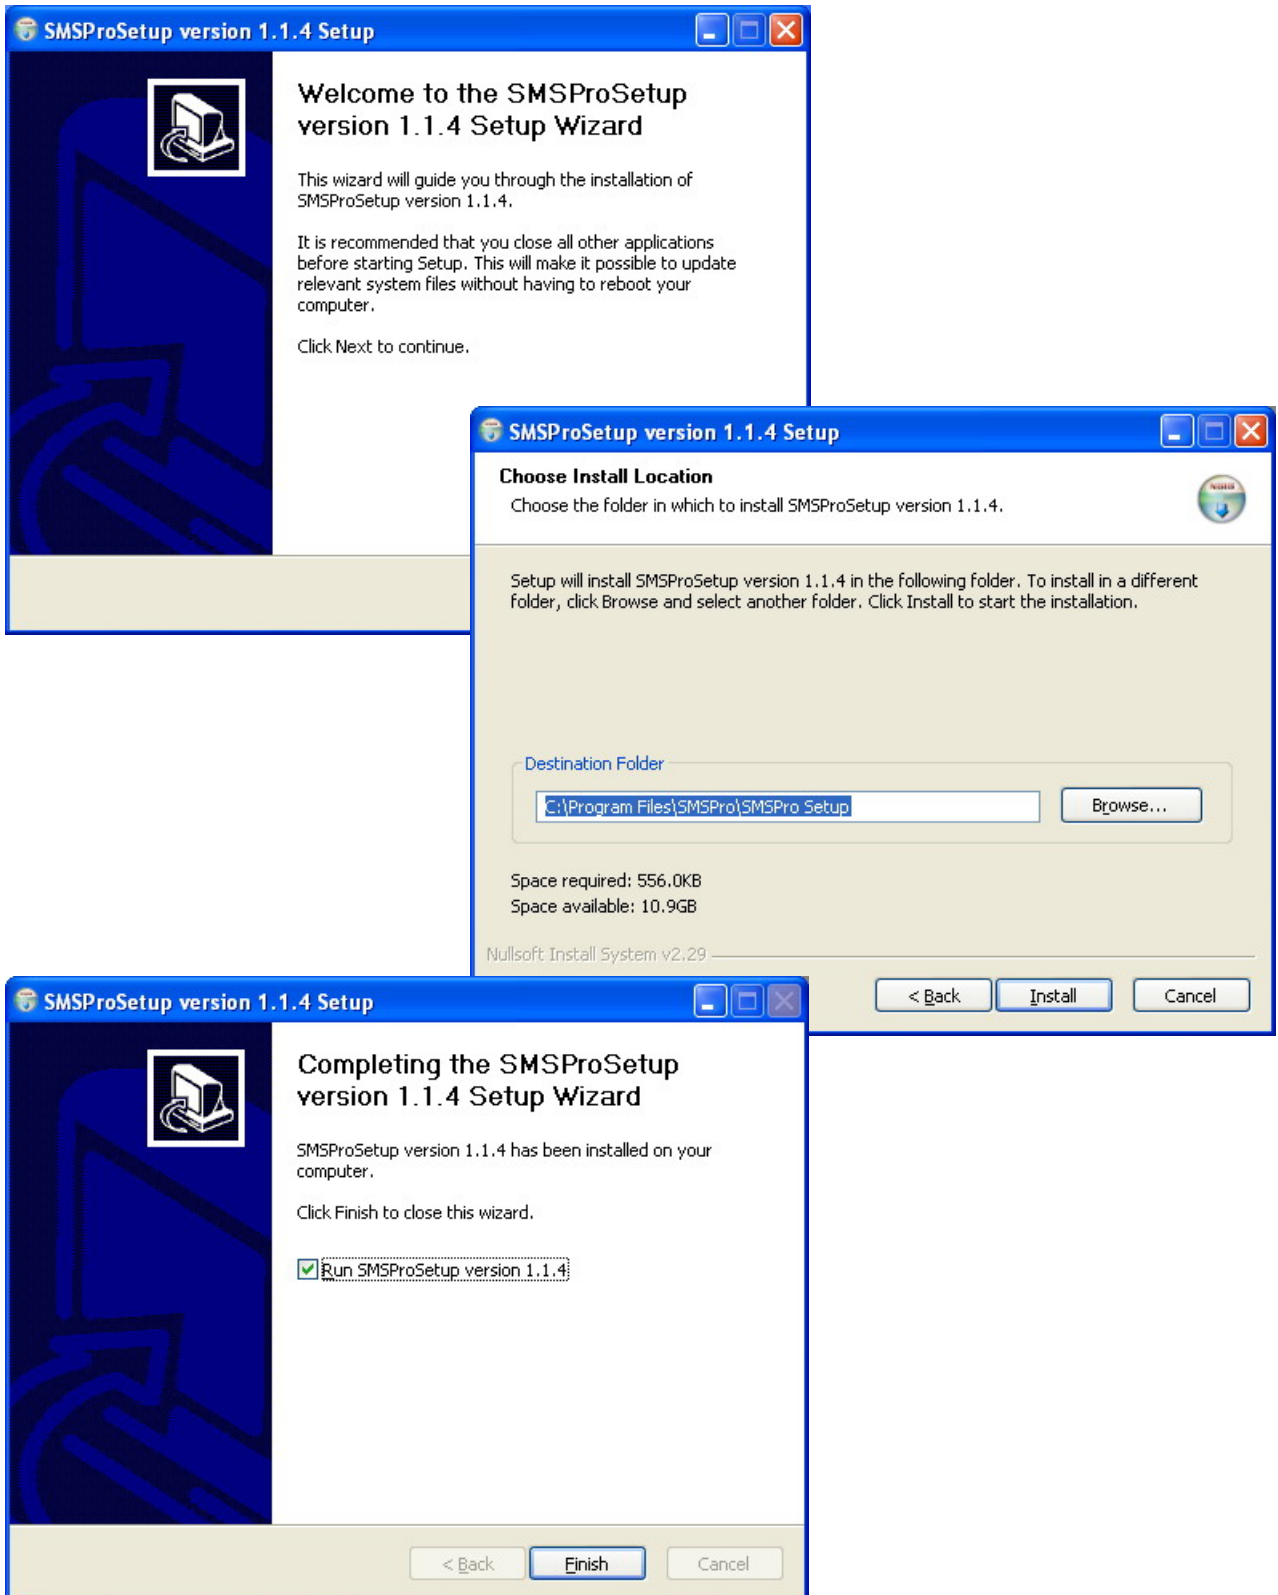 SMSProSetup version 1.1.4 Setup
Welcome to the SMSProSetup
version 1.1.4 Setup Wizard
This wizard will guide you through the installation of
SMSProSetup version 1.1.4.
It is recommended that you close all other applications
before starting Setup. This will make it possible to update
relevant system files without having to reboot your
computer.
Click Next to continue.
SMSProSetup version 1.1.4 Setup
Choose Install Location
Choose the folder in which to install SMSProSetup version 1.1.4.
Setup will install SMSProSetup version 1.1.4 in the following folder. To install in a different
folder, click Browse and select another folder. Click Install to start the installation.
Destination Folder
C:\Program Files\SMSPro\SMSPro Setup
Browse...
Space required: 556.0KB
Space available: 10.9GB
Nullsoft Install System v2.29
< Back Install Cancel
SMSProSetup version 1.1.4 Setup
Completing the SMSProSetup
version 1.1.4 Setup Wizard
SMSProSetup version 1.1.4 has been installed on your
computer.
Click Finish to close this wizard.
Run SMSProSetup version 1.1.4
< Back Finish Cancel